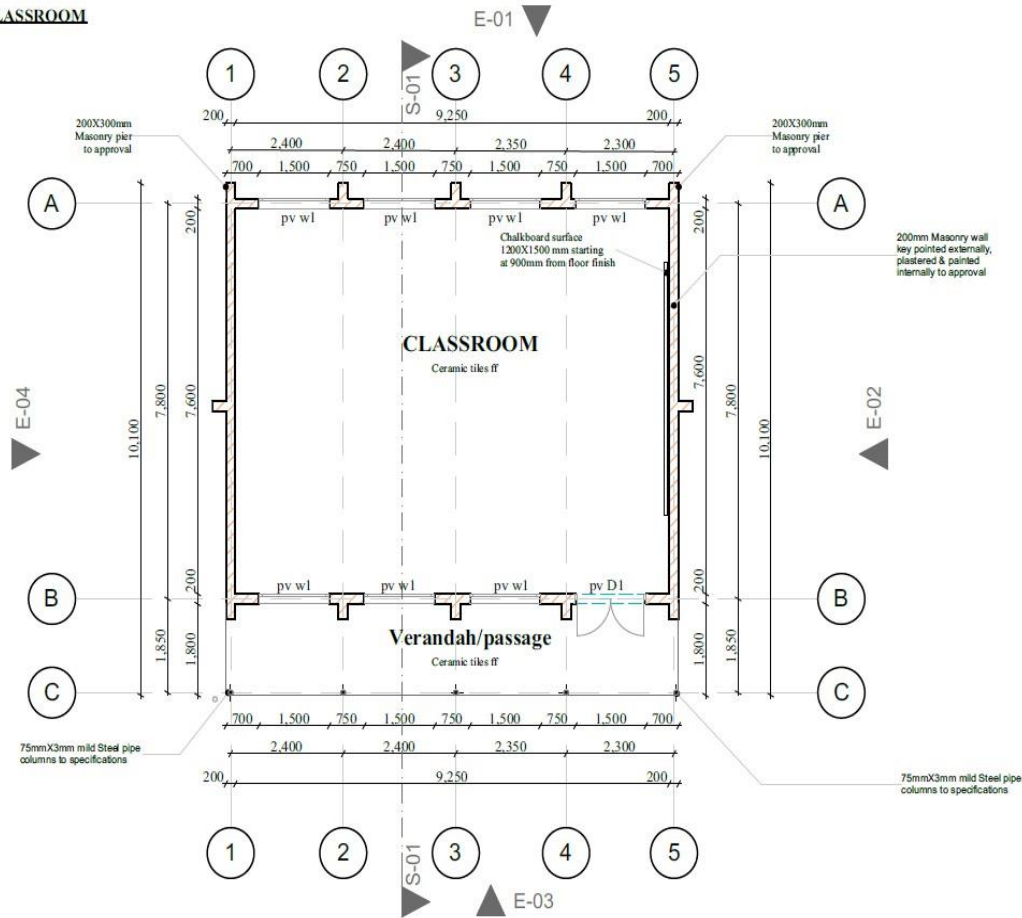 LASSROOM
E-01
1
2
3
4
5
S-01
200
9,250
200
2,400
2,400
2,350
2,300
700
1,500
750
1,500
750
1,500
750
1,500
700
200X300mm
Masonry pier
to approval
200X300mm
Masonry pier
to approval
A
A
200
200
pv w1
pv w1
pv w1
pv w1
Chalkboard surface
1200X1500 mm starting
at 900mm from floor finish
200mm Masonry wall
key pointed externally,
plastered & painted
internally to approval
CLASSROOM
Ceramic tiles ff
E-04
10,100
7,800
7,600
7,600
7,800
10,100
E-02
200
200
pv w1
pv w1
pv w1
pv D1
B
B
Verandah/passage
Ceramic tiles ff
1,850
1,800
1,800
1,850
C
C
700
1,500
750
1,500
750
1,500
750
1,500
700
75mmX3mm mild Steel pipe
columns to specifications
2,400
2,400
2,350
2,300
200
9,250
200
75mmX3mm mild Steel pipe
columns to specifications
1
2
3
4
5
S-01
E-03